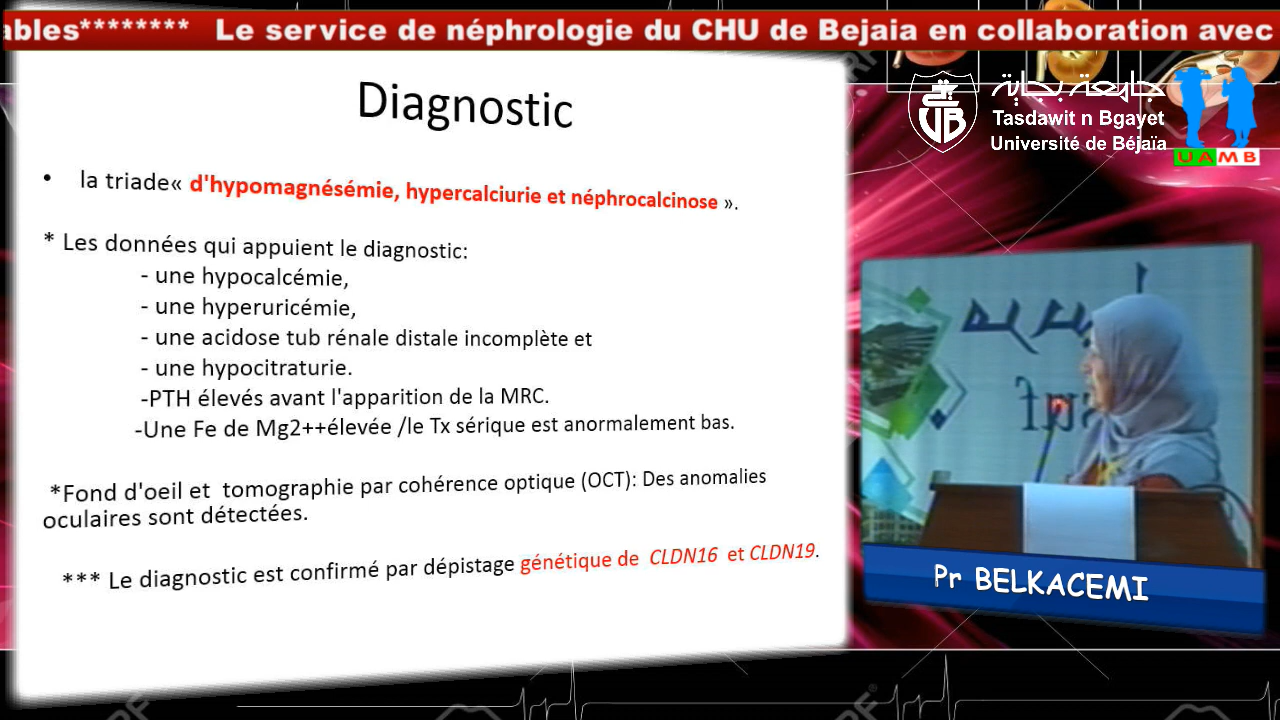 ables******** Le service de néphrologie du CHU de Bejaia en collaboration avec
Diagnostic
• la triade« d'hypomagnésémie, hypercalciurie et néphrocalcinose ».
* Les données qui appuient le diagnostic:
- une hypocalcémie,
- une hyperuricémie,
- une acidose tub rénale distale incomplète et
- une hypocitraturie.
-PTH élevés avant l'apparition de la MRC.
-Une Fe de Mg2++élevée /le Tx sérique est anormalement bas.
*Fond d'oeil et tomographie par cohérence optique (OCT): Des anomalies
oculaires sont détectées.
*** Le diagnostic est confirmé par dépistage génétique de CLDN16 et CLDN19.
جامعة بجاية
Tasdawit n Bgayet
Université de Béjaïa
UAMB
Pr BELKACEMI